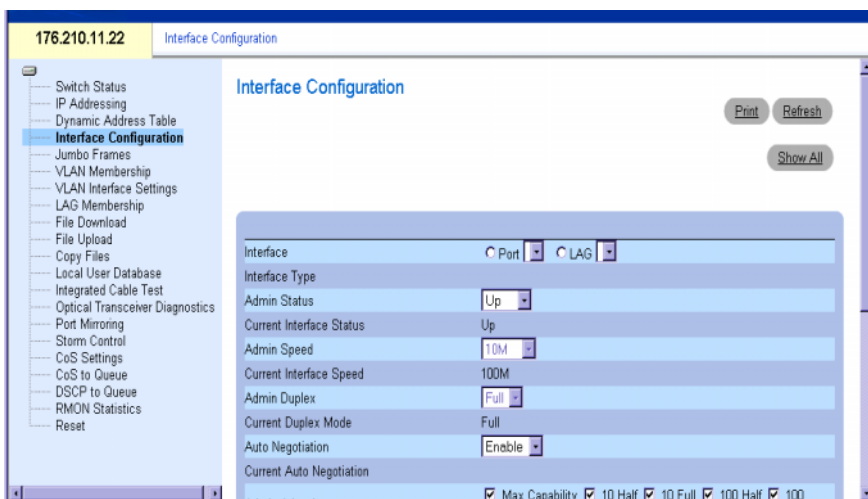 176.210.11.22
Interface Configuration
Switch Status
IP Addressing
Dynamic Address Table
Interface Configuration
Jumbo Frames
VLAN Membership
VLAN Interface Settings
LAG Membership
File Download
File Upload
Copy Files
Local User Database
Integrated Cable Test
Optical Transceiver Diagnostics
Port Mirroring
Storm Control
CoS Settings
CoS to Queue
DSCP to Queue
RMON Statistics
Reset
Interface Configuration
Print Refresh
Show All
Interface Port LAG
Interface Type
Admin Status Up
Current Interface Status Up
Admin Speed 10M
Current Interface Speed 100M
Admin Duplex Full
Current Duplex Mode Full
Auto Negotiation Enable
Current Auto Negotiation
Max Capability 10 Half 10 Full 100 Half 100